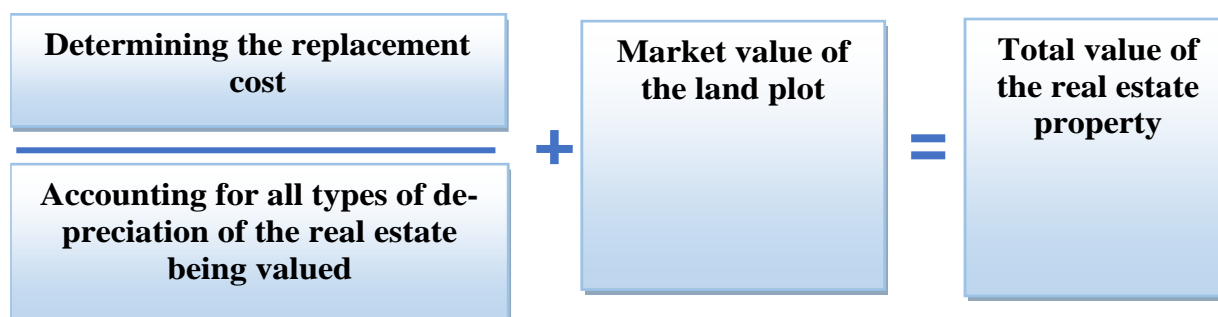 Determining the replacement
cost
Accounting for all types of de-
preciation of the real estate
being valued
+
Market value of
the land plot
=
Total value of
the real estate
property